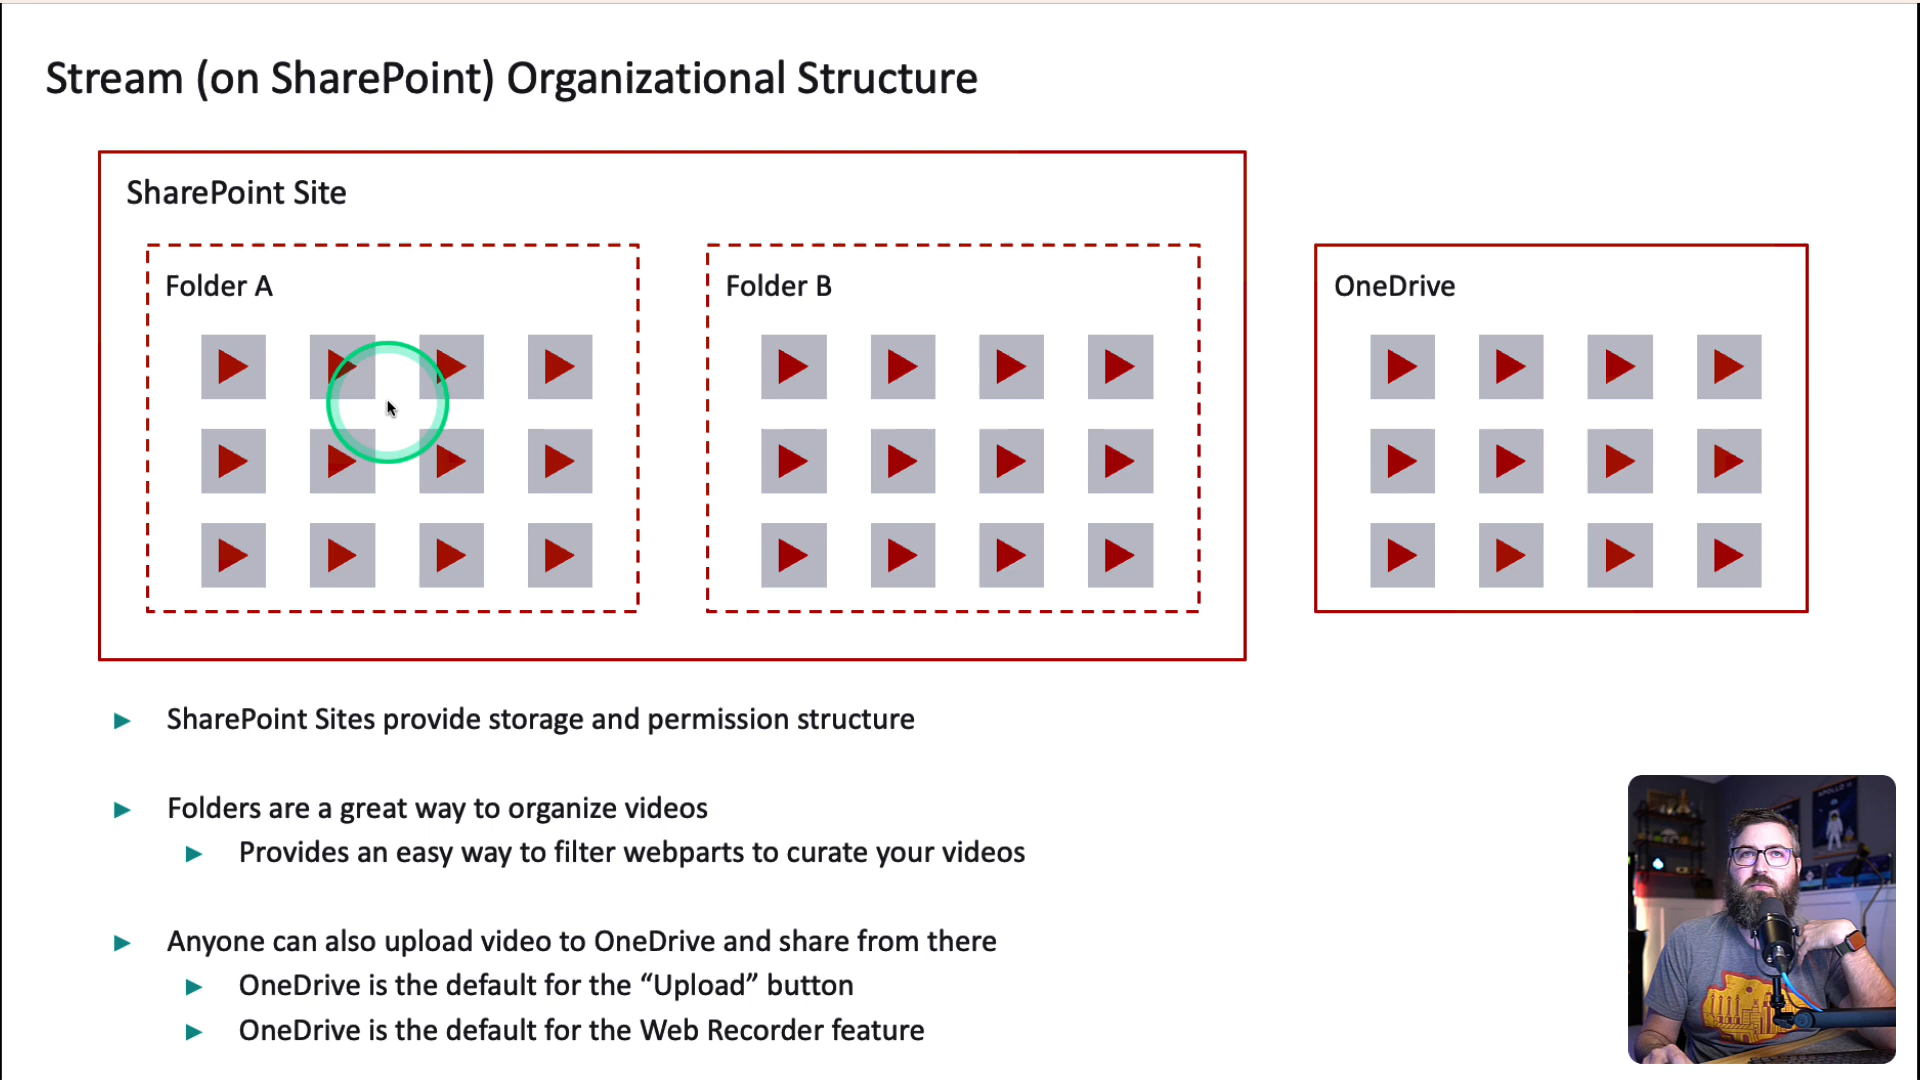 Stream (on SharePoint) Organizational Structure
SharePoint Site
Folder A
Folder B
OneDrive
SharePoint Sites provide storage and permission structure
Folders are a great way to organize videos
Provides an easy way to filter webparts to curate your videos
Anyone can also upload video to OneDrive and share from there
OneDrive is the default for the “Upload” button
OneDrive is the default for the Web Recorder feature